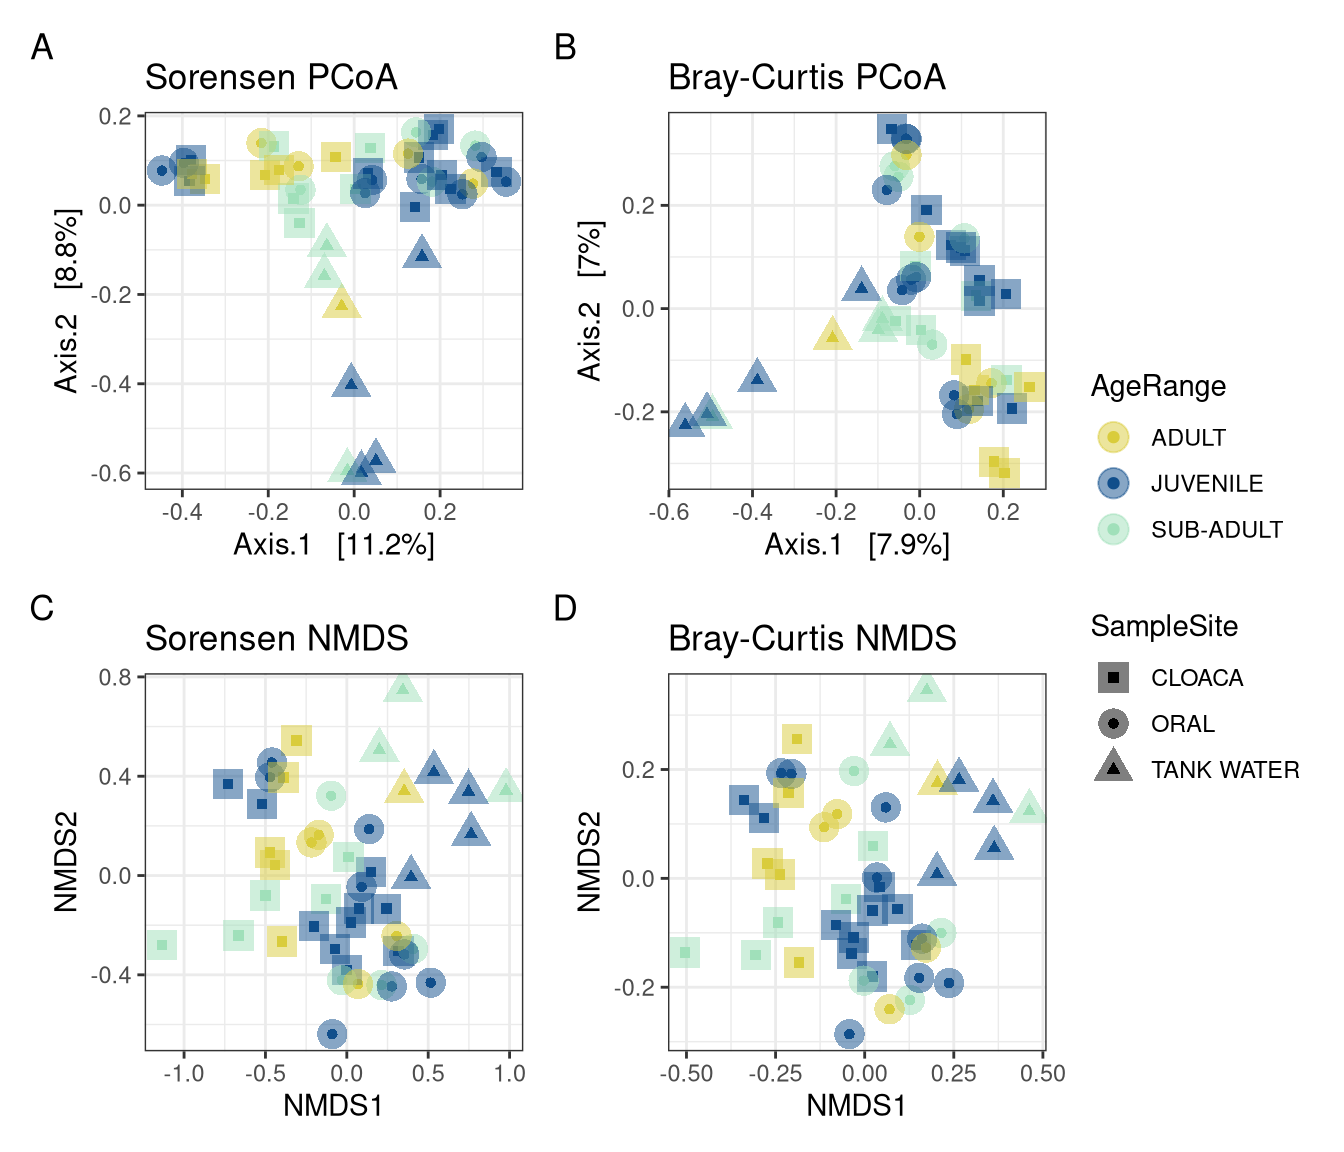 A
Sorensen PCoA
0.2
0.0
-0.2
-0.4
-0.6
Axis.2 [8.8%]
-0.4
-0.2
0.0
0.2
Axis.1 [11.2%]
B
Bray-Curtis PCoA
0.2
0.0
-0.2
Axis.2 [7%]
-0.6
-0.4
-0.2
0.0
0.2
Axis.1 [7.9%]
AgeRange
ADULT
JUVENILE
SUB-ADULT
SampleSite
CLOACA
ORAL
TANK WATER
C
Sorensen NMDS
0.8
0.4
0.0
-0.4
NMDS2
-1.0
-0.5
0.0
0.5
1.0
NMDS1
D
Bray-Curtis NMDS
0.2
0.0
-0.2
NMDS2
-0.50
-0.25
0.00
0.25
0.50
NMDS1